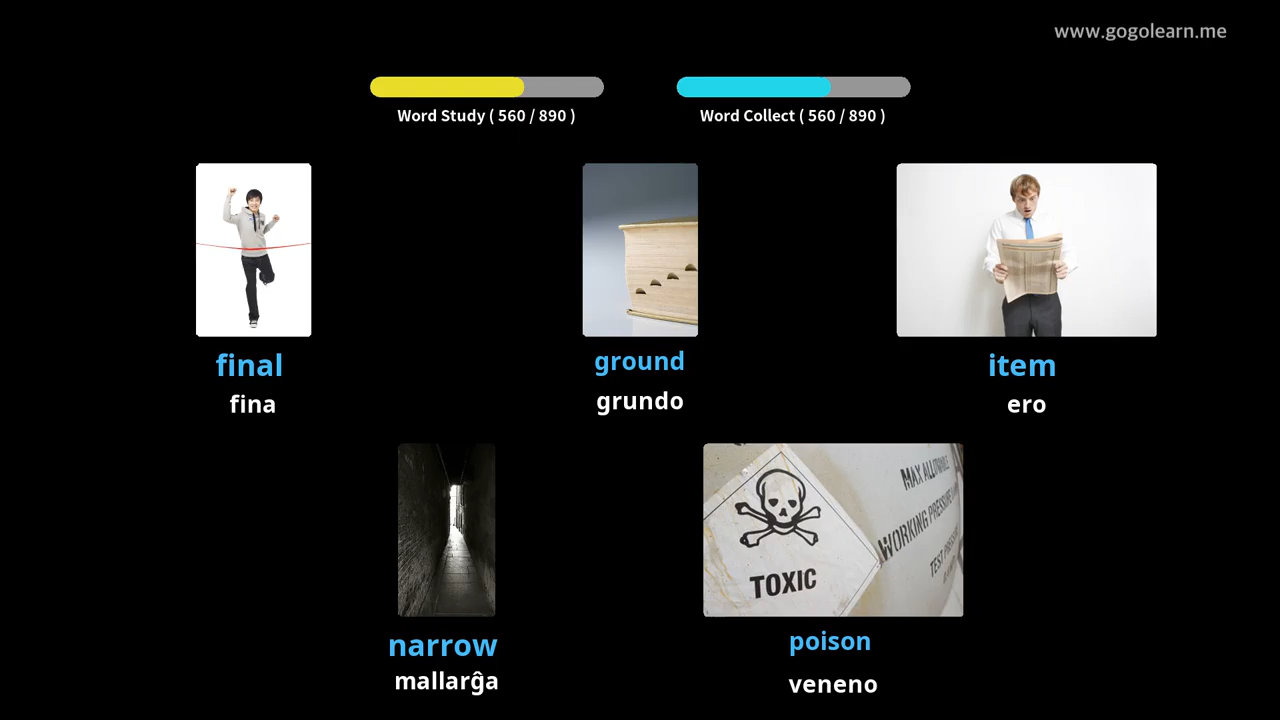 www.gogolearn.me
Word Study ( 560 / 890 )
Word Collect ( 560 / 890 )
final
fina
ground
grundo
item
ero
narrow
mallarĝa
poison
veneno
TOXIC
MAX ALLOWABLE
WORKING PRESSURE
TEST